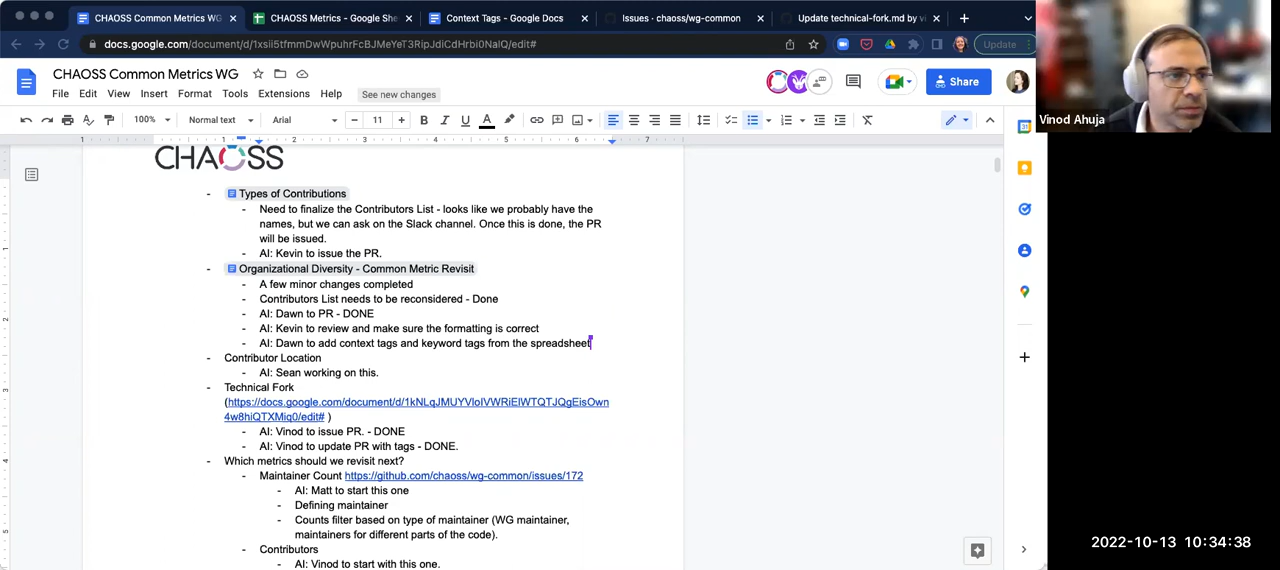 CHAOSS Common Metrics WG
CHAOSS Metrics - Google She
Context Tags - Google Docs
Issues · chaoss/wg-common
Update technical-fork.md by vi
docs.google.com/document/d/1xsii5tfmmDwWpuhrFcBJMeYeT3RipJdiCdHrbi0NalQ/edit#
Update
CHAOSS Common Metrics WG
File Edit View Insert Format Tools Extensions Help See new changes
Share
100% Normal text Arial 11
CHAOSS
- Types of Contributions
- Need to finalize the Contributors List - looks like we probably have the
names, but we can ask on the Slack channel. Once this is done, the PR
will be issued.
- AI: Kevin to issue the PR.
- Organizational Diversity - Common Metric Revisit
- A few minor changes completed
- Contributors List needs to be reconsidered - Done
- AI: Dawn to PR - DONE
- AI: Kevin to review and make sure the formatting is correct
- AI: Dawn to add context tags and keyword tags from the spreadsheet
- Contributor Location
- AI: Sean working on this.
- Technical Fork
(https://docs.google.com/document/d/1kNLqJMUYVloIVWRiElWTQTJQgEisOwn
4w8hiQTXMiq0/edit# )
- AI: Vinod to issue PR. - DONE
- AI: Vinod to update PR with tags - DONE.
- Which metrics should we revisit next?
- Maintainer Count https://github.com/chaoss/wg-common/issues/172
- AI: Matt to start this one
- Defining maintainer
- Counts filter based on type of maintainer (WG maintainer,
maintainers for different parts of the code).
- Contributors
- AI: Vinod to start with this one.
Vinod Ahuja
2022-10-13 10:34:38